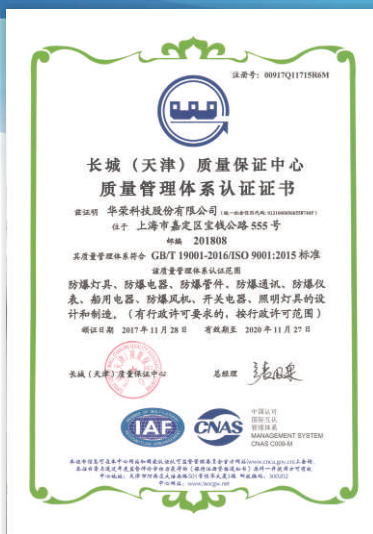 注册号：00917Q11715R6M
长城（天津）质量保证中心
质量管理体系认证证书
兹证明 华荣科技股份有限公司
位于 上海市嘉定区宝钱公路 555 号
邮编 201808
其质量管理体系符合 GB/T 19001-2016/ISO 9001:2015 标准
该质量管理体系认证范围
防爆灯具、防爆电器、防爆管件、防爆通讯、防爆仪
表、船用电器、防爆风机、开关电器、照明灯具的设
计和制造。（有行政许可要求的，按行政许可范围）
颁证日期 2017年11月28日 有效期至 2020年11月27日
长城（天津）质量保证中心 总经理
IAF
CNAS
中国认可
国际互认
管理体系
MANAGEMENT SYSTEM
CNAS C009-M